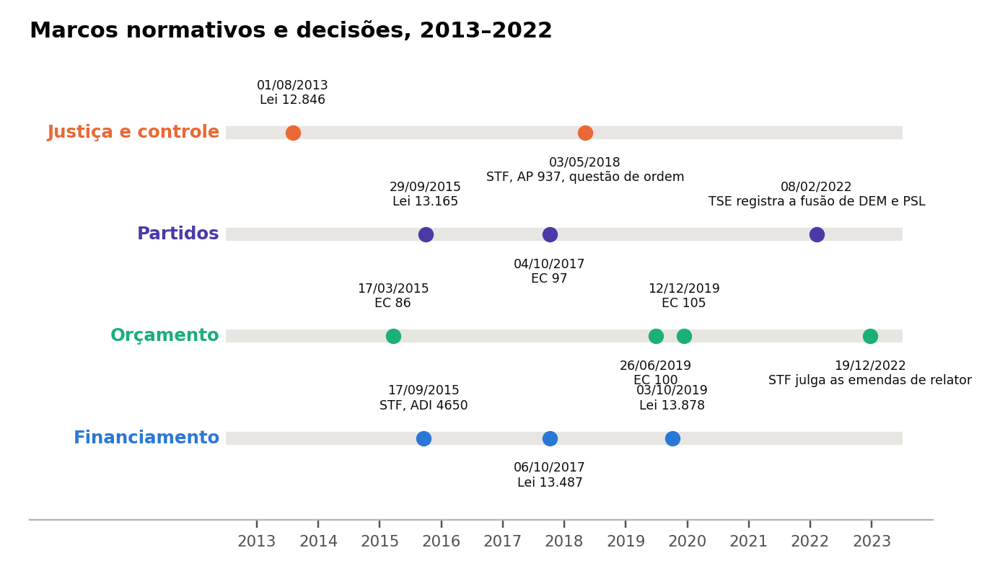 Marcos normativos e decisões, 2013–2022
01/08/2013
Lei 12.846
Justiça e controle
03/05/2018
STF, AP 937, questão de ordem
29/09/2015
Lei 13.165
08/02/2022
TSE registra a fusão de DEM e PSL
Partidos
04/10/2017
EC 97
17/03/2015
EC 86
12/12/2019
EC 105
Orçamento
26/06/2019
EC 100
19/12/2022
STF julga as emendas de relator
17/09/2015
STF, ADI 4650
03/10/2019
Lei 13.878
Financiamento
06/10/2017
Lei 13.487
2013 2014 2015 2016 2017 2018 2019 2020 2021 2022 2023